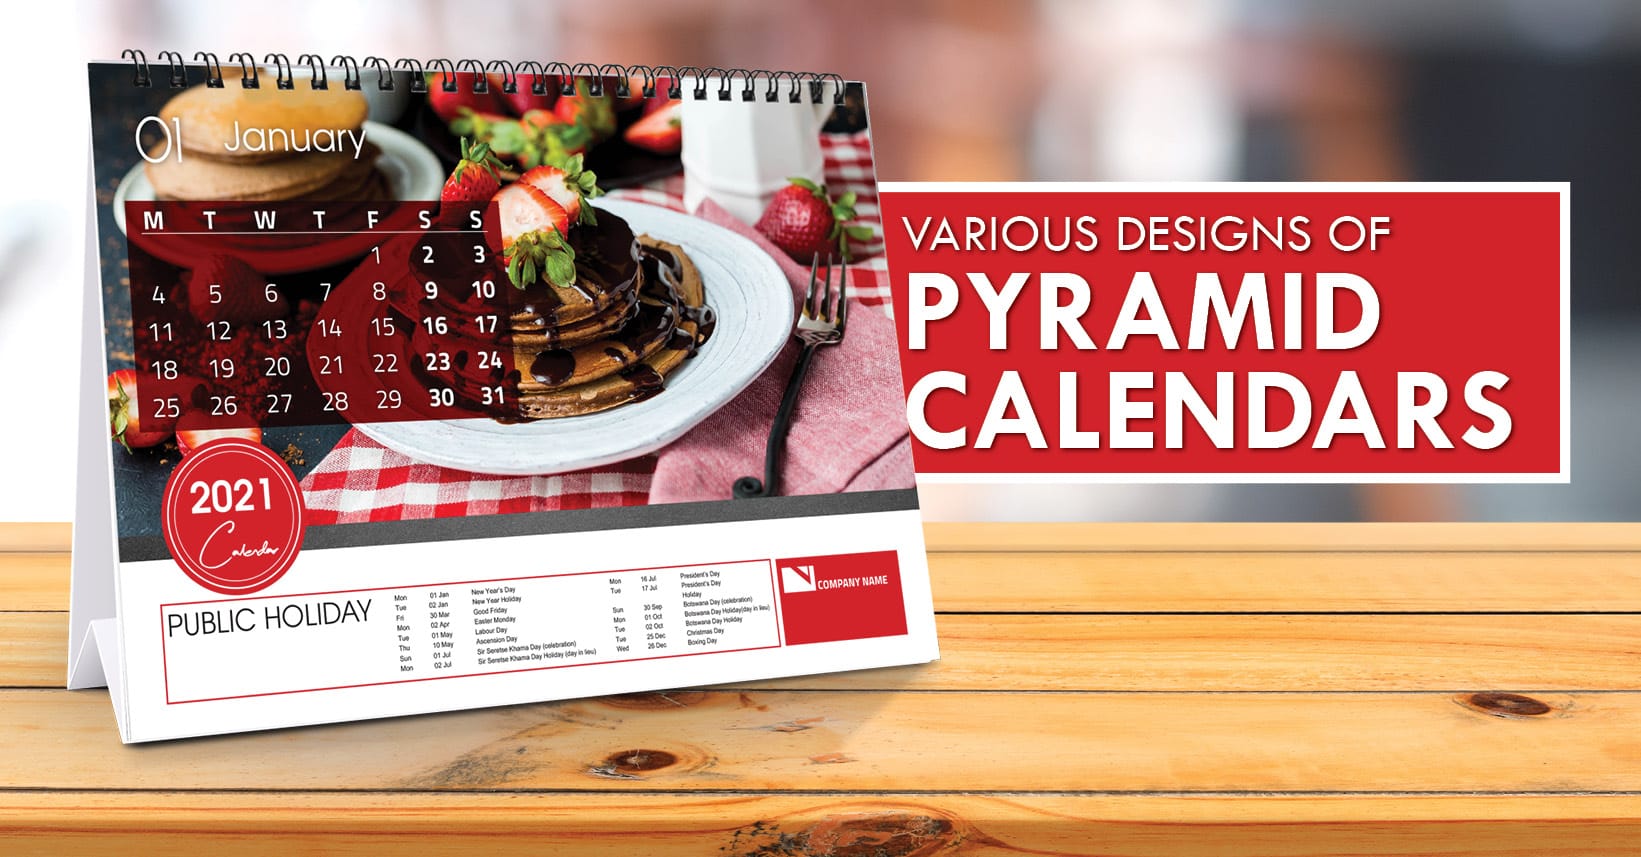 01 January
M T W T F S S
1 2 3
4 5 6 7 8 9 10
11 12 13 14 15 16 17
18 19 20 21 22 23 24
25 26 27 28 29 30 31
2021
Calendar
PUBLIC HOLIDAY
Mon 01 Jan New Year's Day
Tue 02 Jan New Year Holiday
Fri 30 Mar Good Friday
Mon 02 Apr Easter Monday
Tue 01 May Labour Day
Thu 10 May Ascension Day
Sun 01 Jul Sir Seretse Khama Day (celebration)
Mon 02 Jul Sir Seretse Khama Day Holiday (day in lieu)
Mon 16 Jul President's Day
Tue 17 Jul President's Day
Holiday
Sun 30 Sep Botswana Day (celebration)
Mon 01 Oct Botswana Day Holiday(day in lieu)
Tue 02 Oct Botswana Day Holiday
Tue 25 Dec Christmas Day
Wed 26 Dec Boxing Day
COMPANY NAME
VARIOUS DESIGNS OF
PYRAMID
CALENDARS